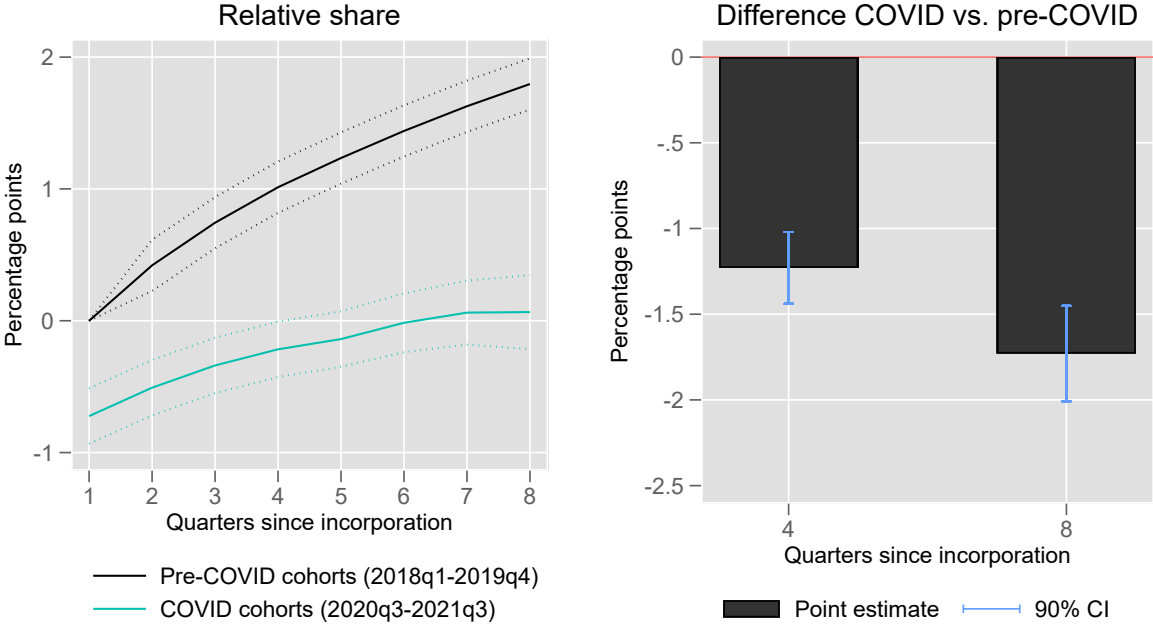 Relative share
Percentage points
2
1
0
-1
1 2 3 4 5 6 7 8
Quarters since incorporation
Pre-COVID cohorts (2018q1-2019q4)
COVID cohorts (2020q3-2021q3)
Difference COVID vs. pre-COVID
Percentage points
0
-.5
-1
-1.5
-2
-2.5
4 8
Quarters since incorporation
Point estimate 90% CI